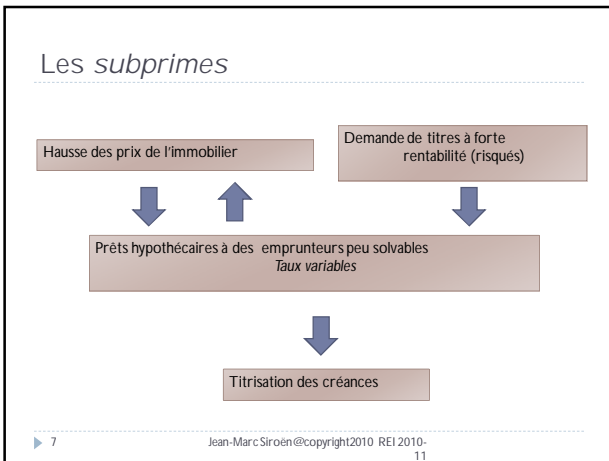 Les subprimes
Hausse des prix de l'immobilier
Demande de titres à forte
rentabilité (risqués)
Prêts hypothécaires à des emprunteurs peu solvables
Taux variables
Titrisation des créances
7
Jean-Marc Siroën@copyright2010 REI 2010-
11